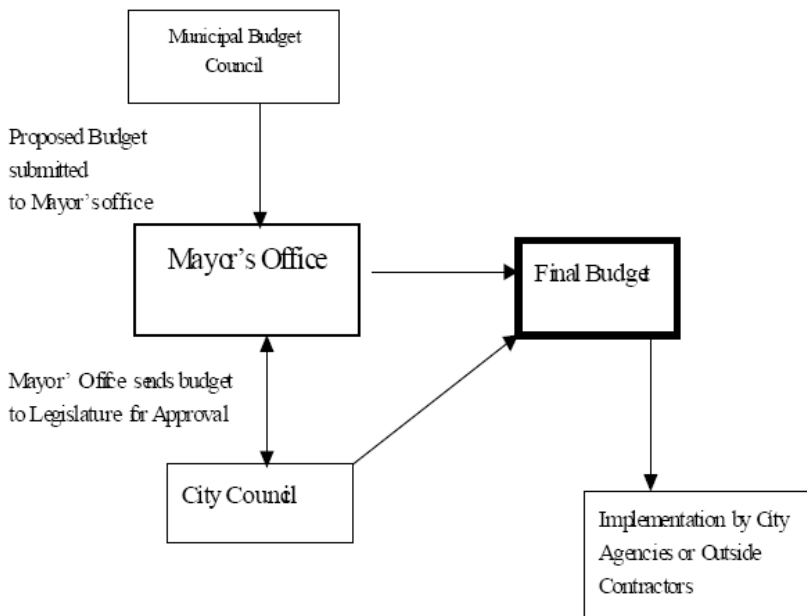 Municipal Budget
Council
Proposed Budget
submitted
to Mayor's office
Mayor's Office
Final Budget
Mayor' Office sends budget
to Legislature for Approval
City Council
Implementation by City
Agencies or Outside
Contractors